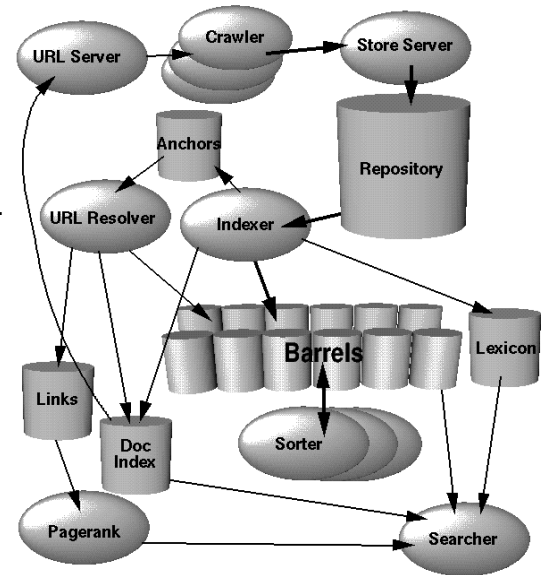 Crawler
URL Server
Store Server
Anchors
Repository
URL Resolver
Indexer
Barrels
Lexicon
Links
Doc
Index
Sorter
Pagerank
Searcher